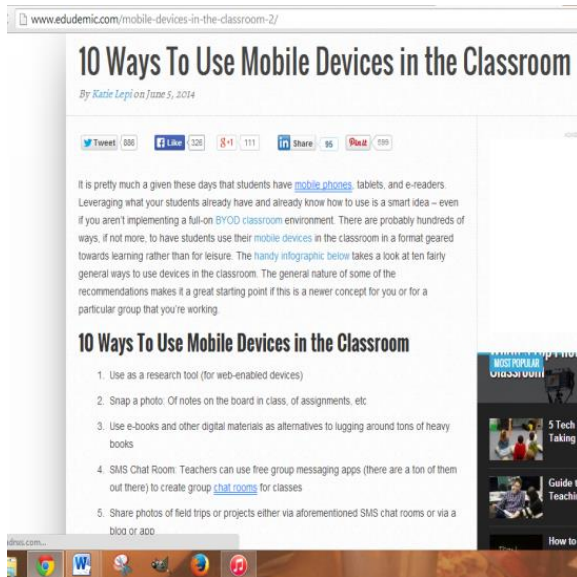 www.edudemic.com/mobile-devices-in-the-classroom-2/
10 Ways To Use Mobile Devices in the Classroom
By Katie Lepi on June 5, 2014
Tweet 886 Like 326 g+1 111 in Share 95 Pin it 599
It is pretty much a given these days that students have mobile phones, tablets, and e-readers.
Leveraging what your students already have and already know how to use is a smart idea – even
if you aren't implementing a full-on BYOD classroom environment. There are probably hundreds of
ways, if not more, to have students use their mobile devices in the classroom in a format geared
towards learning rather than for leisure. The handy infographic below takes a look at ten fairly
general ways to use devices in the classroom. The general nature of some of the
recommendations makes it a great starting point if this is a newer concept for you or for a
particular group that you're working.
10 Ways To Use Mobile Devices in the Classroom
1. Use as a research tool (for web-enabled devices)
2. Snap a photo: Of notes on the board in class, of assignments, etc
3. Use e-books and other digital materials as alternatives to lugging around tons of heavy
books
4. SMS Chat Room: Teachers can use free group messaging apps (there are a ton of them
out there) to create group chat rooms for classes
5. Share photos of field trips or projects either via aforementioned SMS chat rooms or via a
blog or app
MOST POPULAR
Classroom
5 Tech
Taking
Guide t
Teachin
How to